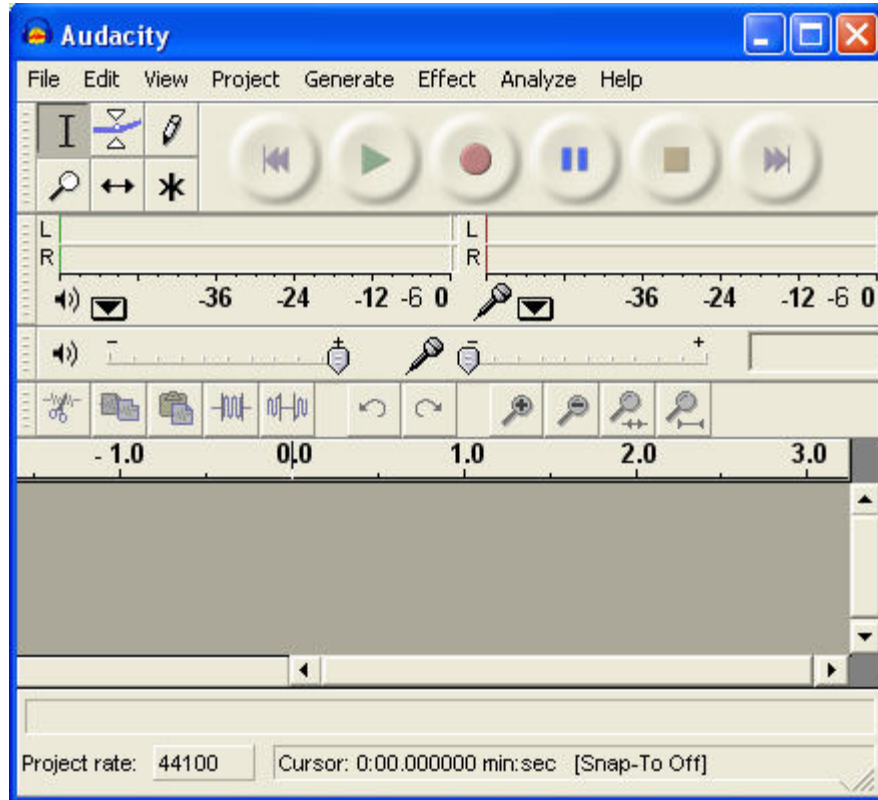 Audacity
File Edit View Project Generate Effect Analyze Help
L L
R R
-36 -24 -12 -6 0 -36 -24 -12 -6 0
- + - +
- 1.0 0.0 1.0 2.0 3.0
Project rate: 44100 Cursor: 0:00.000000 min:sec [Snap-To Off]